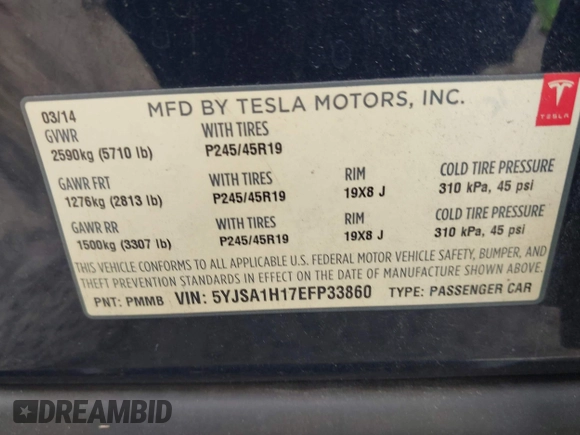 03/14 MFD BY TESLA MOTORS, INC.
GVWR WITH TIRES
2590kg (5710 lb) P245/45R19
GAWR FRT WITH TIRES RIM COLD TIRE PRESSURE
1276kg (2813 lb) P245/45R19 19X8 J 310 kPa, 45 psi
GAWR RR WITH TIRES RIM COLD TIRE PRESSURE
1500kg (3307 lb) P245/45R19 19X8 J 310 kPa, 45 psi
THIS VEHICLE CONFORMS TO ALL APPLICABLE U.S. FEDERAL MOTOR VEHICLE SAFETY, BUMPER, AND
THEFT PREVENTION STANDARDS IN EFFECT ON THE DATE OF MANUFACTURE SHOWN ABOVE.
PNT: PMMB VIN: 5YJSA1H17EFP33860 TYPE: PASSENGER CAR
TESLA
DREAMBID